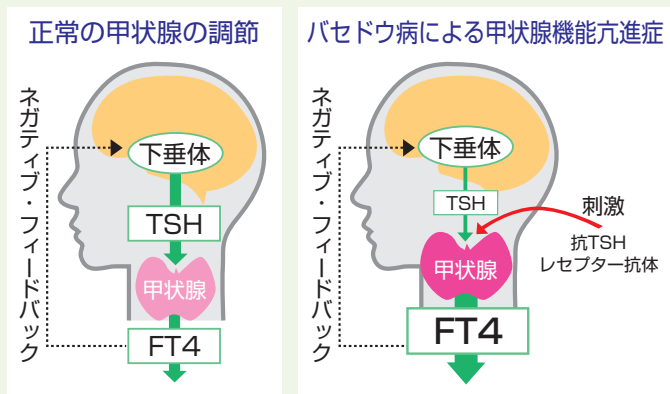 正常の甲状腺の調節
ネガティブ・フィードバック
下垂体
TSH
甲状腺
FT4
バセドウ病による甲状腺機能亢進症
ネガティブ・フィードバック
下垂体
TSH
刺激
抗TSH
レセプター抗体
甲状腺
FT4